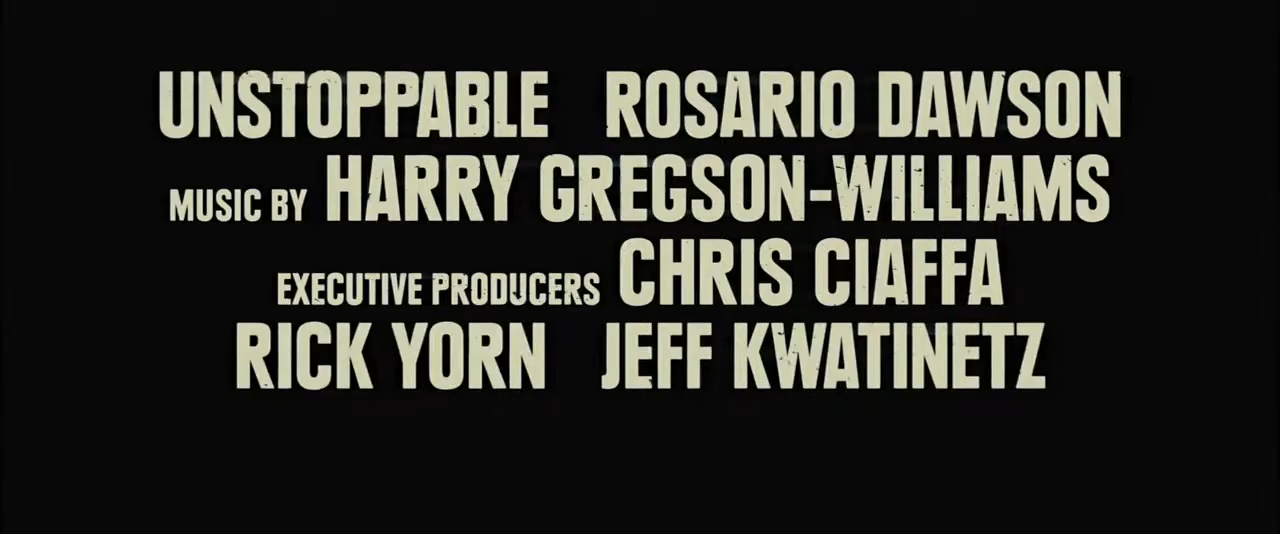 UNSTOPPABLE ROSARIO DAWSON
MUSIC BY HARRY GREGSON-WILLIAMS
EXECUTIVE PRODUCERS CHRIS CIAFFA
RICK YORN JEFF KWATINETZ